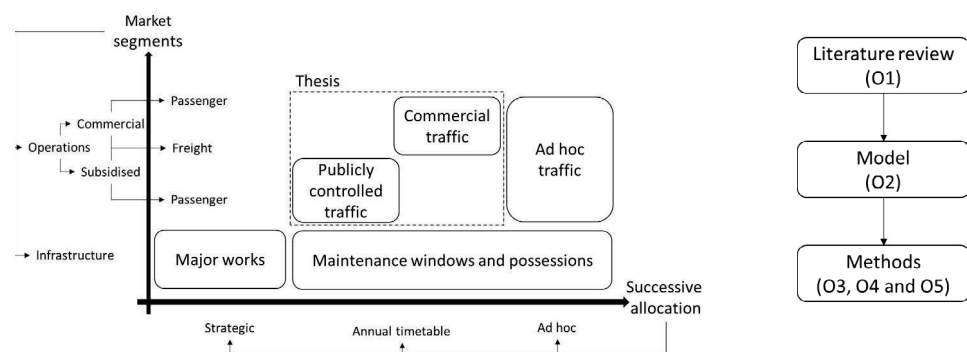 Market
segments
Thesis
Passenger
Commercial
Operations
Freight
Subsidised
Passenger
Infrastructure
Commercial
traffic
Publicly
controlled
traffic
Ad hoc
traffic
Major works
Maintenance windows and possessions
Successive
allocation
Strategic
Annual timetable
Ad hoc
Literature review
(O1)
Model
(O2)
Methods
(O3, O4 and O5)